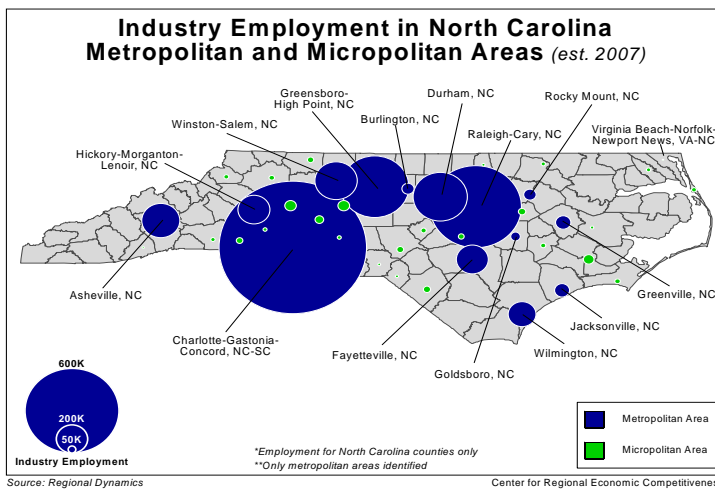 Industry Employment in North Carolina
Metropolitan and Micropolitan Areas (est. 2007)
Greensboro-
High Point, NC
Durham, NC
Rocky Mount, NC
Burlington, NC
Winston-Salem, NC
Raleigh-Cary, NC
Virginia Beach-Norfolk-
Newport News, VA-NC
Hickory-Morganton-
Lenoir, NC
Asheville, NC
Greenville, NC
Charlotte-Gastonia-
Concord, NC-SC
Jacksonville, NC
Fayetteville, NC
Wilmington, NC
Goldsboro, NC
600K
200K
50K
Industry Employment
Metropolitan Area
Micropolitan Area
*Employment for North Carolina counties only
**Only metropolitan areas identified
Source: Regional Dynamics
Center for Regional Economic Competitivenes